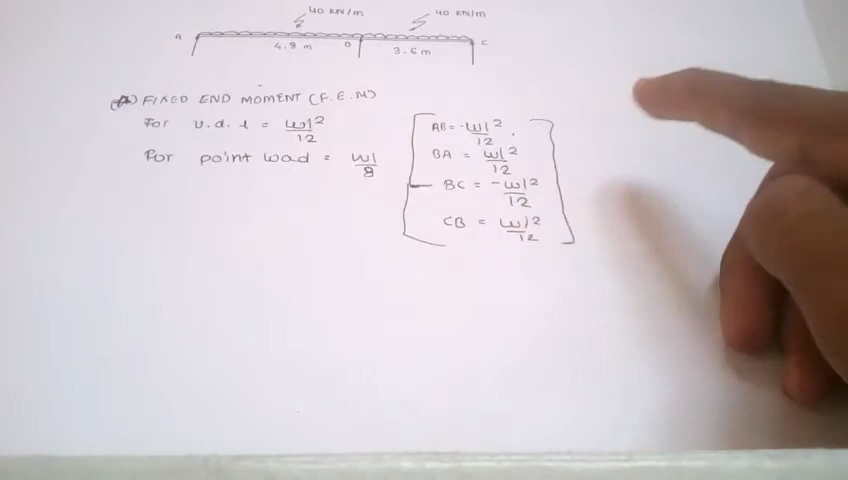 40 KN/m 40 KN/m
A B C
4.8 m 3.6 m
(A) FIXED END MOMENT (F.E.M)
For u.d.l = wl²/12
For point load = wl/8
AB = -wl²/12
BA = wl²/12
BC = -wl²/12
CB = wl²/12